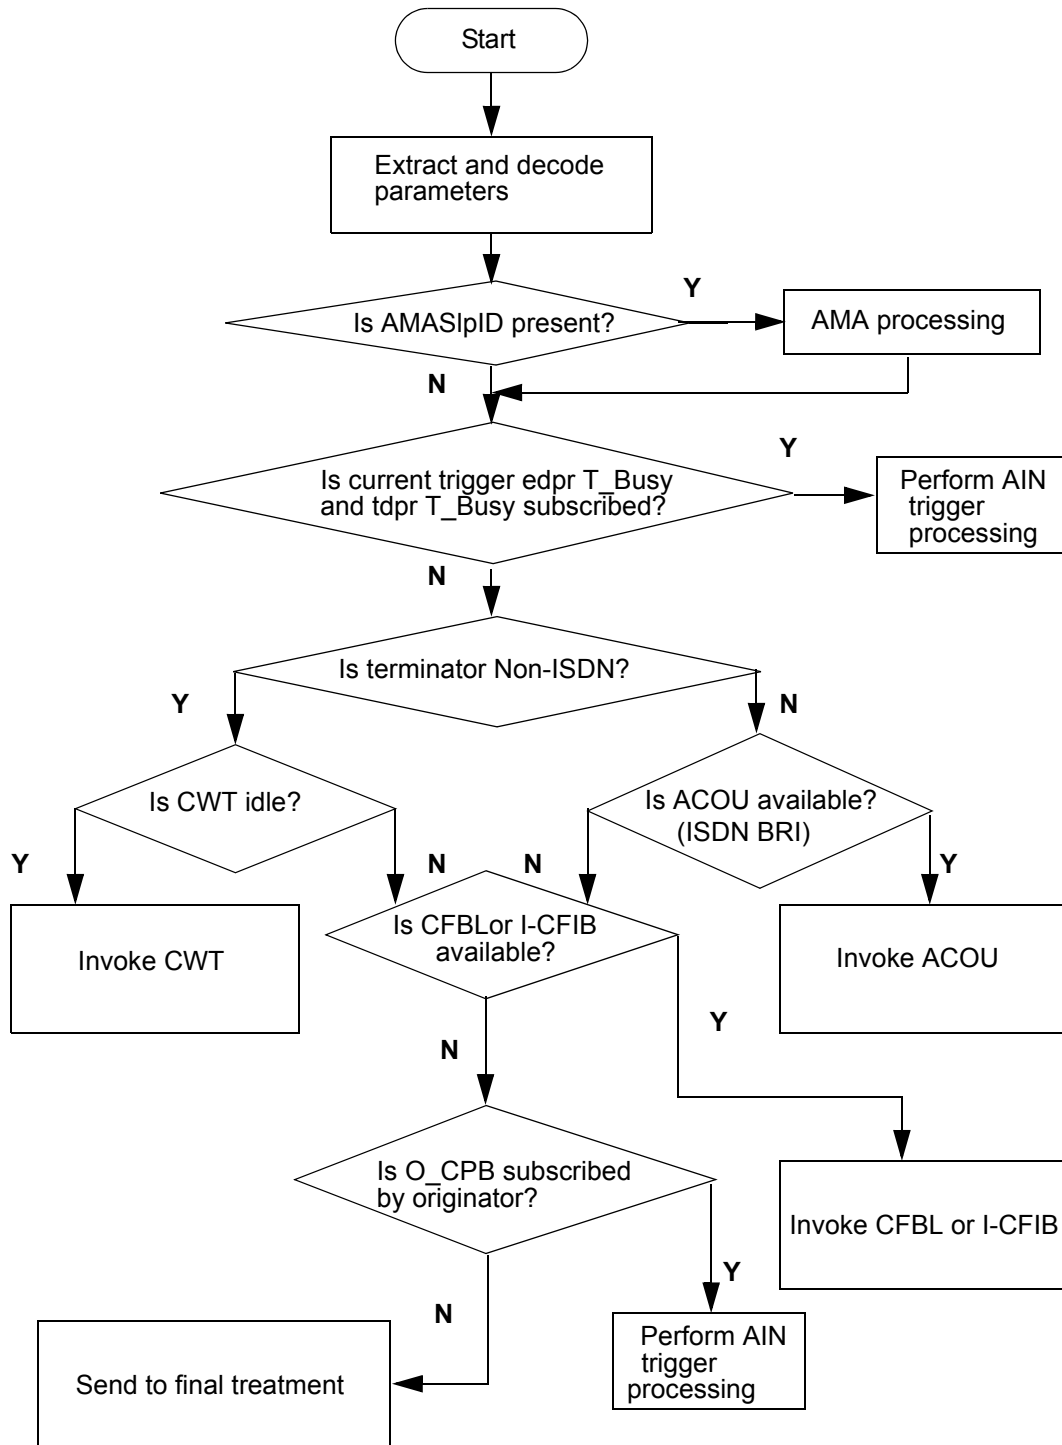 Start
Extract and decode
parameters
Y
Is AMASlpID present?
AMA processing
N
Y
Is current trigger edpr T_Busy
and tdpr T_Busy subscribed?
Perform AIN
trigger
processing
N
Is terminator Non-ISDN?
Y
N
Is CWT idle?
Is ACOU available?
(ISDN BRI)
Y
N
N
Y
Invoke CWT
Is CFBLor I-CFIB
available?
Invoke ACOU
Y
N
Is O_CPB subscribed
by originator?
Invoke CFBL or I-CFIB
Y
N
Perform AIN
trigger
processing
Send to final treatment